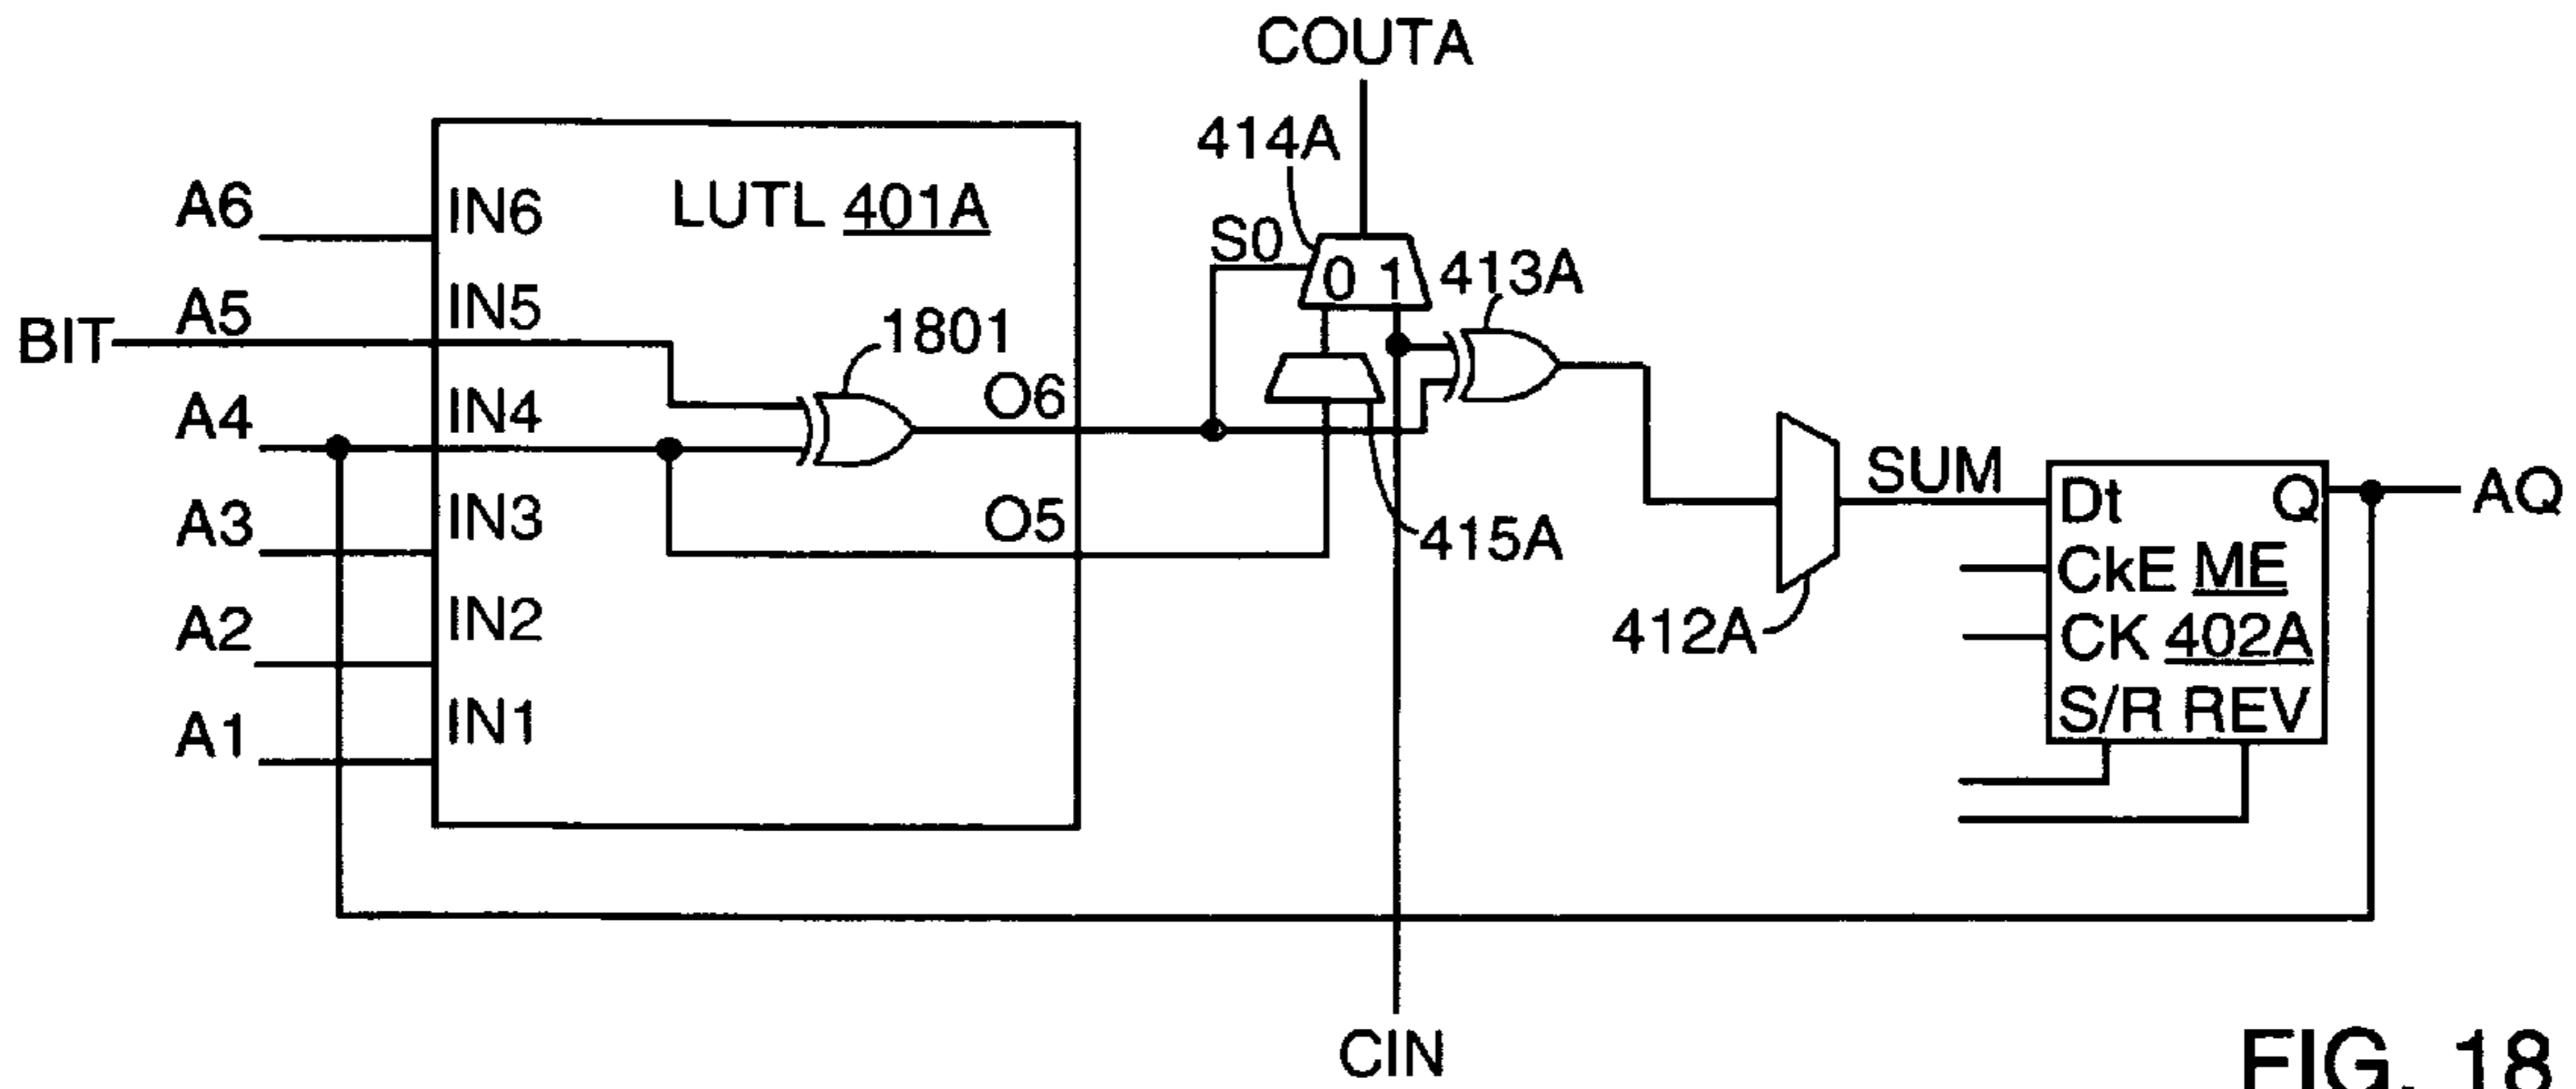 COUTA
414A
A6
IN6
LUTL 401A
S0
0 1
413A
BIT
A5
IN5
1801
A4
IN4
O6
A3
IN3
O5
415A
SUM
Dt
Q
AQ
CkE ME
412A
CK 402A
A2
IN2
S/R REV
A1
IN1
CIN
FIG. 18